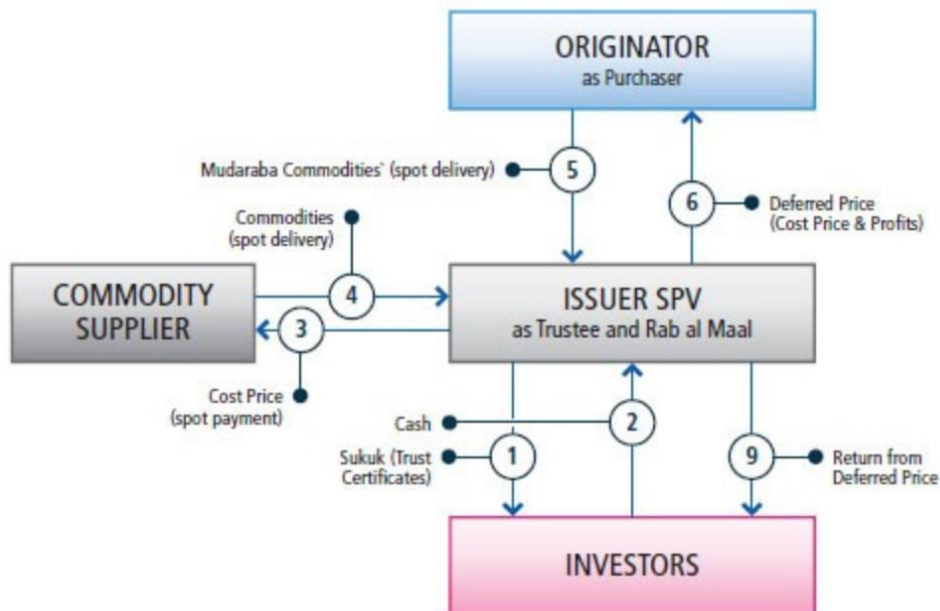 ORIGINATOR
as Purchaser
Mudaraba Commodities` (spot delivery)
5
6
Deferred Price
(Cost Price & Profits)
Commodities
(spot delivery)
COMMODITY
SUPPLIER
4
3
ISSUER SPV
as Trustee and Rab al Maal
Cost Price
(spot payment)
Cash
2
Sukuk (Trust
Certificates)
1
9
Return from
Deferred Price
INVESTORS